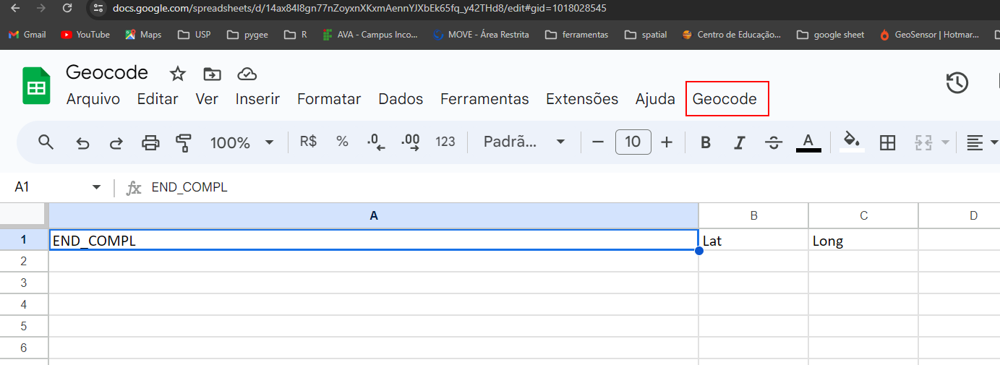 docs.google.com/spreadsheets/d/14ax84l8gn77nZoyxnXKxmAennYJXbEk65fq_y42THd8/edit#gid=1018028545
Gmail YouTube Maps USP pygee R AVA - Campus Inco... MOVE - Área Restrita ferramentas spatial Centro de Educação... google sheet GeoSensor | Hotmar...
Geocode
Arquivo Editar Ver Inserir Formatar Dados Ferramentas Extensões Ajuda Geocode
100% R$ % .0 .00 123 Padrã... 10 B I S A
A1 fx END_COMPL
A B C D
1 END_COMPL Lat Long
2
3
4
5
6